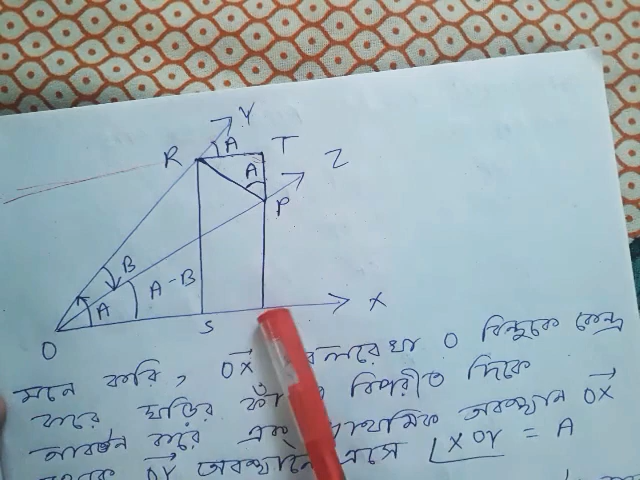 Y
R A T
Z
A
P
B
A A-B
X
O S
মনে করি, OX → রেখা O বিন্দুকে কেন্দ্র
করে ঘড়ির বিপরীত দিকে
আবর্তন করে প্রাথমিক অবস্থান OX →
OY → অবস্থানে এসে ∠XOY = A